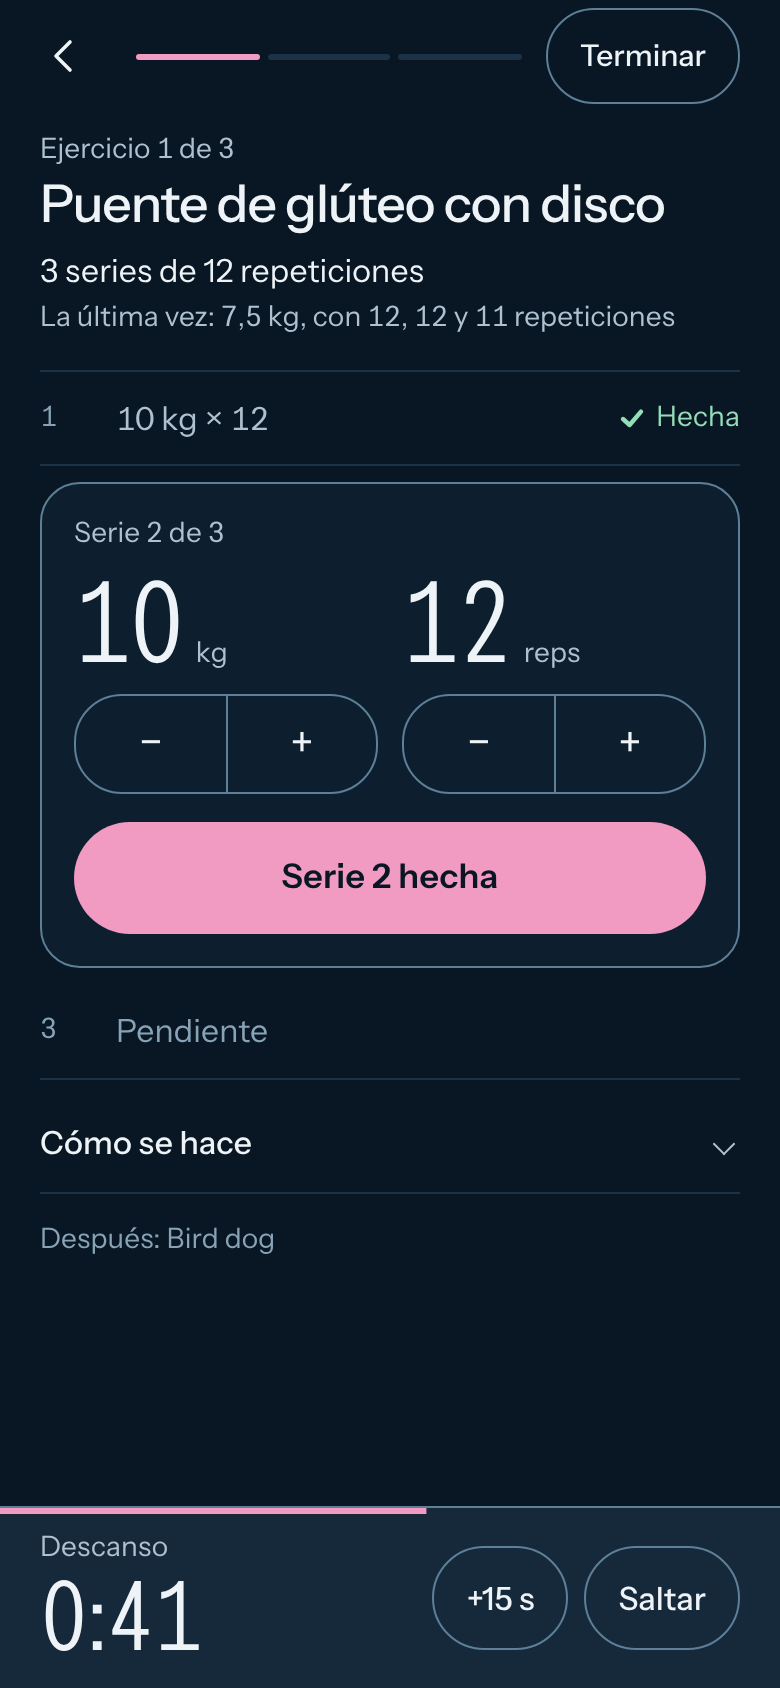 Terminar
Ejercicio 1 de 3
Puente de glúteo con disco
3 series de 12 repeticiones
La última vez: 7,5 kg, con 12, 12 y 11 repeticiones
1 10 kg × 12 Hecha
Serie 2 de 3
10 kg 12 reps
− + − +
Serie 2 hecha
3 Pendiente
Cómo se hace
Después: Bird dog
Descanso
0:41 +15 s Saltar